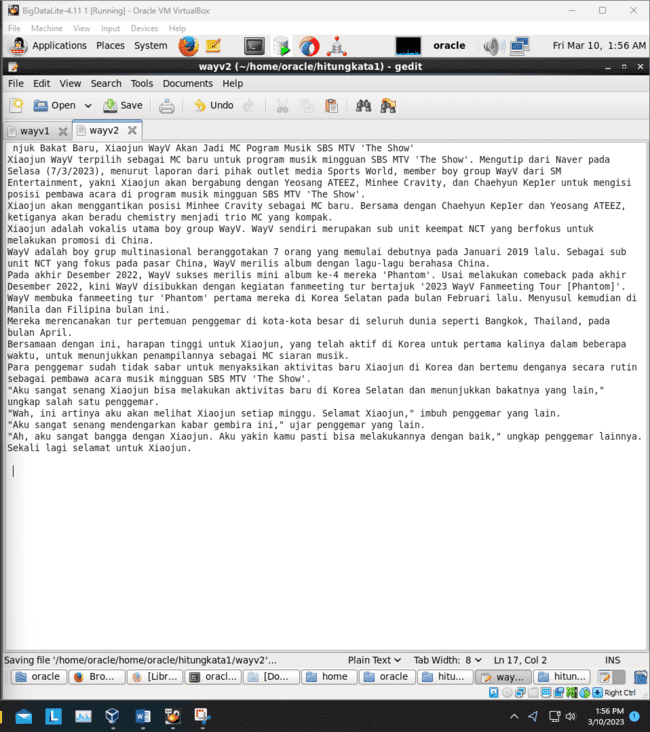 BigDataLite-4.11 1 [Running] - Oracle VM VirtualBox
File Machine View Input Devices Help
Applications Places System oracle Fri Mar 10, 1:56 AM
wayv2 (~/home/oracle/hitungkata1) - gedit
File Edit View Search Tools Documents Help
Open Save Undo
wayv1 wayv2
njuk Bakat Baru, Xiaojun WayV Akan Jadi MC Pogram Musik SBS MTV 'The Show'
Xiaojun WayV terpilih sebagai MC baru untuk program musik mingguan SBS MTV 'The Show'. Mengutip dari Naver pada
Selasa (7/3/2023), menurut laporan dari pihak outlet media Sports World, member boy group WayV dari SM
Entertainment, yakni Xiaojun akan bergabung dengan Yeosang ATEEZ, Minhee Cravity, dan Chaehyun Kep1er untuk mengisi
posisi pembawa acara di program musik mingguan SBS MTV 'The Show'.
Xiaojun akan menggantikan posisi Minhee Cravity sebagai MC baru. Bersama dengan Chaehyun Kep1er dan Yeosang ATEEZ,
ketiganya akan beradu chemistry menjadi trio MC yang kompak.
Xiaojun adalah vokalis utama boy group WayV. WayV sendiri merupakan sub unit keempat NCT yang berfokus untuk
melakukan promosi di China.
WayV adalah boy grup multinasional beranggotakan 7 orang yang memulai debutnya pada Januari 2019 lalu. Sebagai sub
unit NCT yang fokus pada pasar China, WayV merilis album dengan lagu-lagu berahasa China.
Pada akhir Desember 2022, WayV sukses merilis mini album ke-4 mereka 'Phantom'. Usai melakukan comeback pada akhir
Desember 2022, kini WayV disibukkan dengan kegiatan fanmeeting tur bertajuk '2023 WayV Fanmeeting Tour [Phantom]'.
WayV membuka fanmeeting tur 'Phantom' pertama mereka di Korea Selatan pada bulan Februari lalu. Menyusul kemudian di
Manila dan Filipina bulan ini.
Mereka merencanakan tur pertemuan penggemar di kota-kota besar di seluruh dunia seperti Bangkok, Thailand, pada
bulan April.
Bersamaan dengan ini, harapan tinggi untuk Xiaojun, yang telah aktif di Korea untuk pertama kalinya dalam beberapa
waktu, untuk menunjukkan penampilannya sebagai MC siaran musik.
Para penggemar sudah tidak sabar untuk menyaksikan aktivitas baru Xiaojun di Korea dan bertemu denganya secara rutin
sebagai pembawa acara musik mingguan SBS MTV 'The Show'.
"Aku sangat senang Xiaojun bisa melakukan aktivitas baru di Korea Selatan dan menunjukkan bakatnya yang lain,"
ungkap salah satu penggemar.
"Wah, ini artinya aku akan melihat Xiaojun setiap minggu. Selamat Xiaojun," imbuh penggemar yang lain.
"Aku sangat senang mendengarkan kabar gembira ini," ujar penggemar yang lain.
"Ah, aku sangat bangga dengan Xiaojun. Aku yakin kamu pasti bisa melakukannya dengan baik," ungkap penggemar lainnya.
Sekali lagi selamat untuk Xiaojun.
Saving file '/home/oracle/home/oracle/hitungkata1/wayv2'... Plain Text Tab Width: 8 Ln 17, Col 2 INS
oracle Bro... [Libr... oracl... [Do... home oracle hitu... way... hitun...
Right Ctrl
1:56 PM
3/10/2023